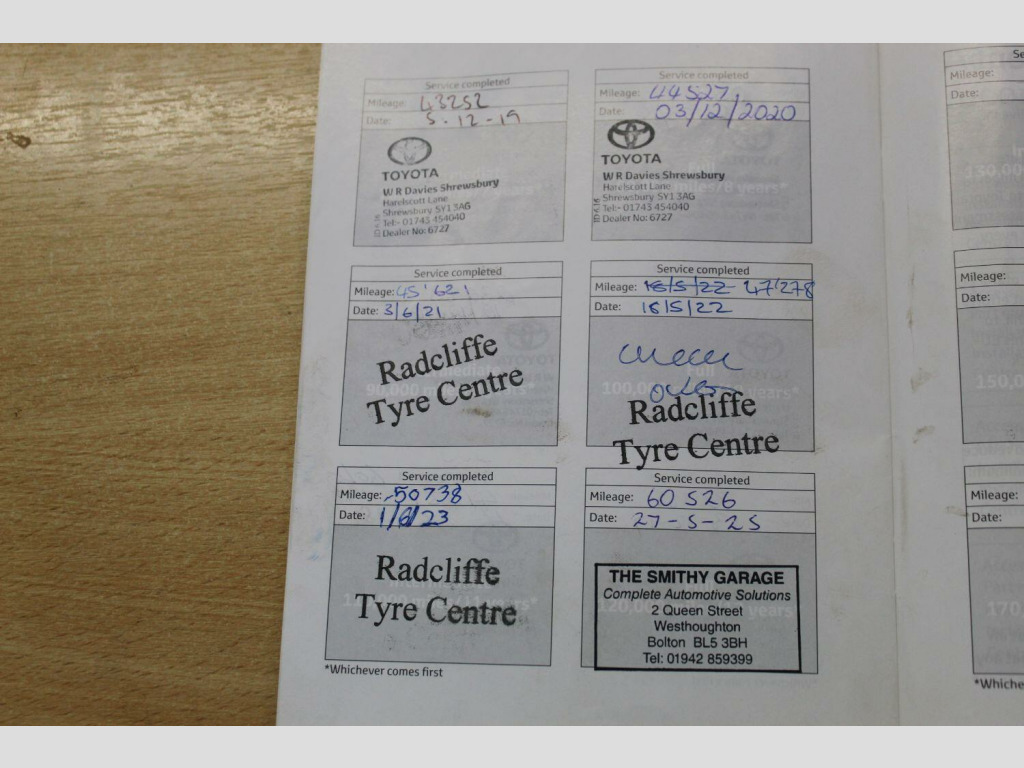 Service completed
Mileage: 43252
Date: 5-12-19
TOYOTA
W R Davies Shrewsbury
Harelscott Lane
Shrewsbury SY1 3AG
Tel:- 01743 454040
Dealer No: 6727
Service completed
Mileage: 44527
Date: 03/12/2020
TOYOTA
W R Davies Shrewsbury
Harelscott Lane
Shrewsbury SY1 3AG
Tel:- 01743 454040
Dealer No: 6727
Service completed
Mileage: 45'621
Date: 3/6/21
Radcliffe
Tyre Centre
Service completed
Mileage: 18/5/22 47'278
Date: 18/5/22
Radcliffe
Tyre Centre
Service completed
Mileage: 50738
Date: 1/6/23
Radcliffe
Tyre Centre
Service completed
Mileage: 60526
Date: 27-5-25
THE SMITHY GARAGE
Complete Automotive Solutions
2 Queen Street
Westhoughton
Bolton BL5 3BH
Tel: 01942 859399
*Whichever comes first
Mileage:
Date:
Mileage:
Date:
Mileage:
Date: